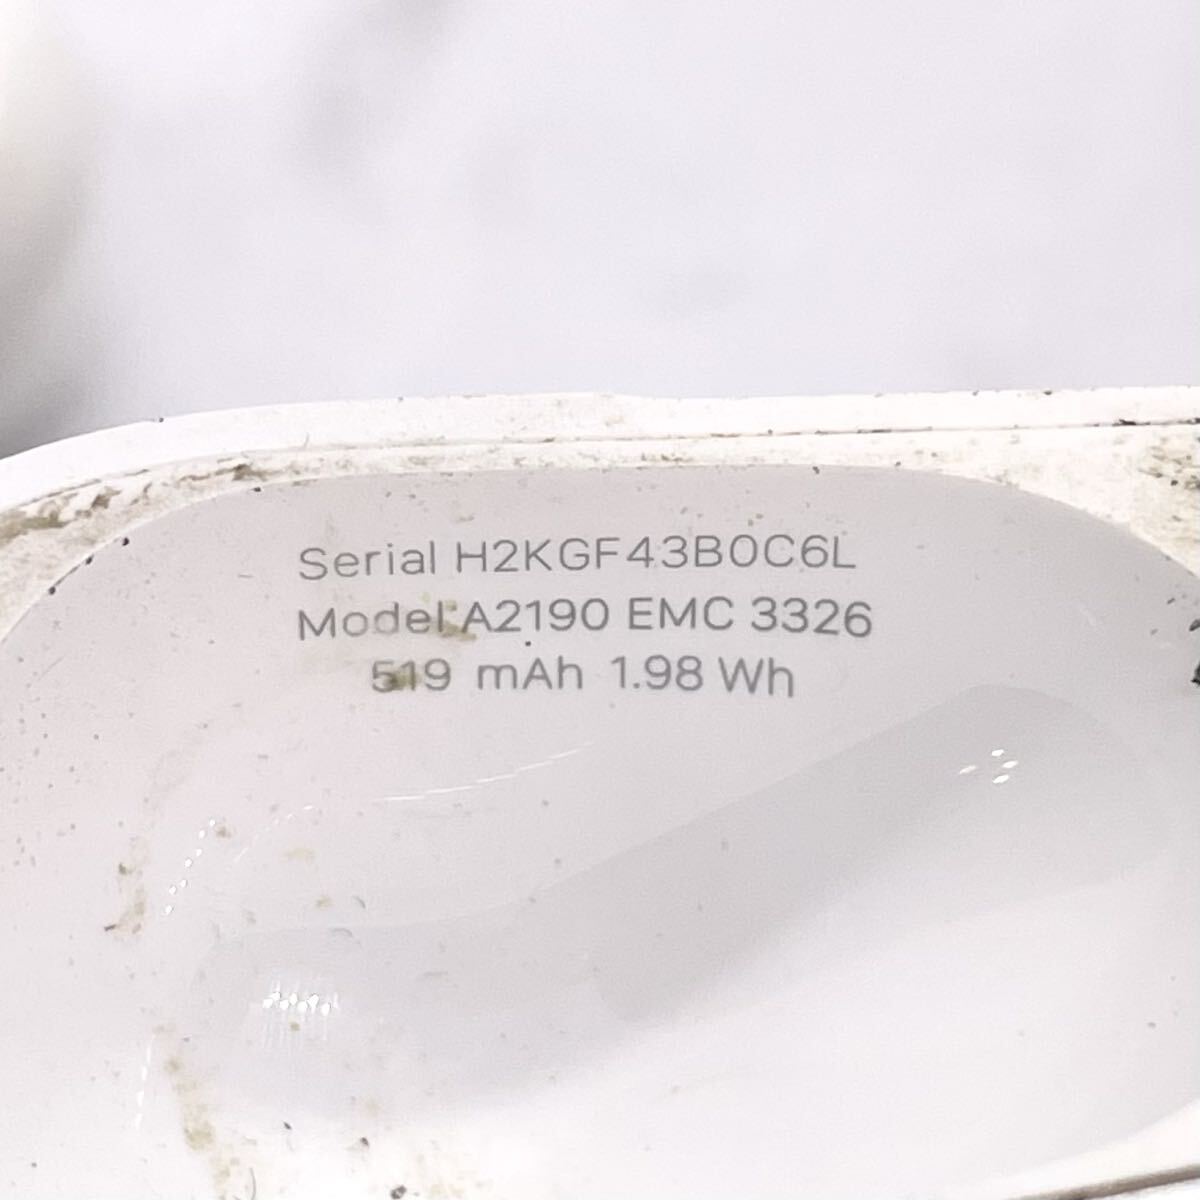 Serial H2KGF43B0C6L
Model A2190 EMC 3326
519 mAh 1.98 Wh